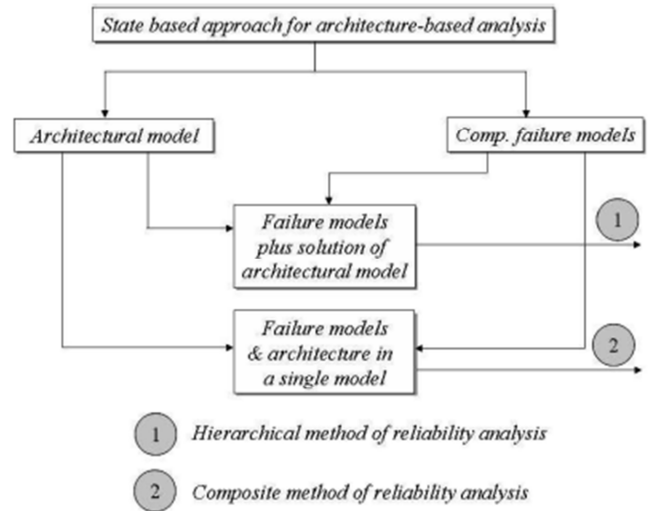 State based approach for architecture-based analysis
Architectural model
Comp. failure models
Failure models
plus solution of
architectural model
1
Failure models
& architecture in
a single model
2
1 Hierarchical method of reliability analysis
2 Composite method of reliability analysis